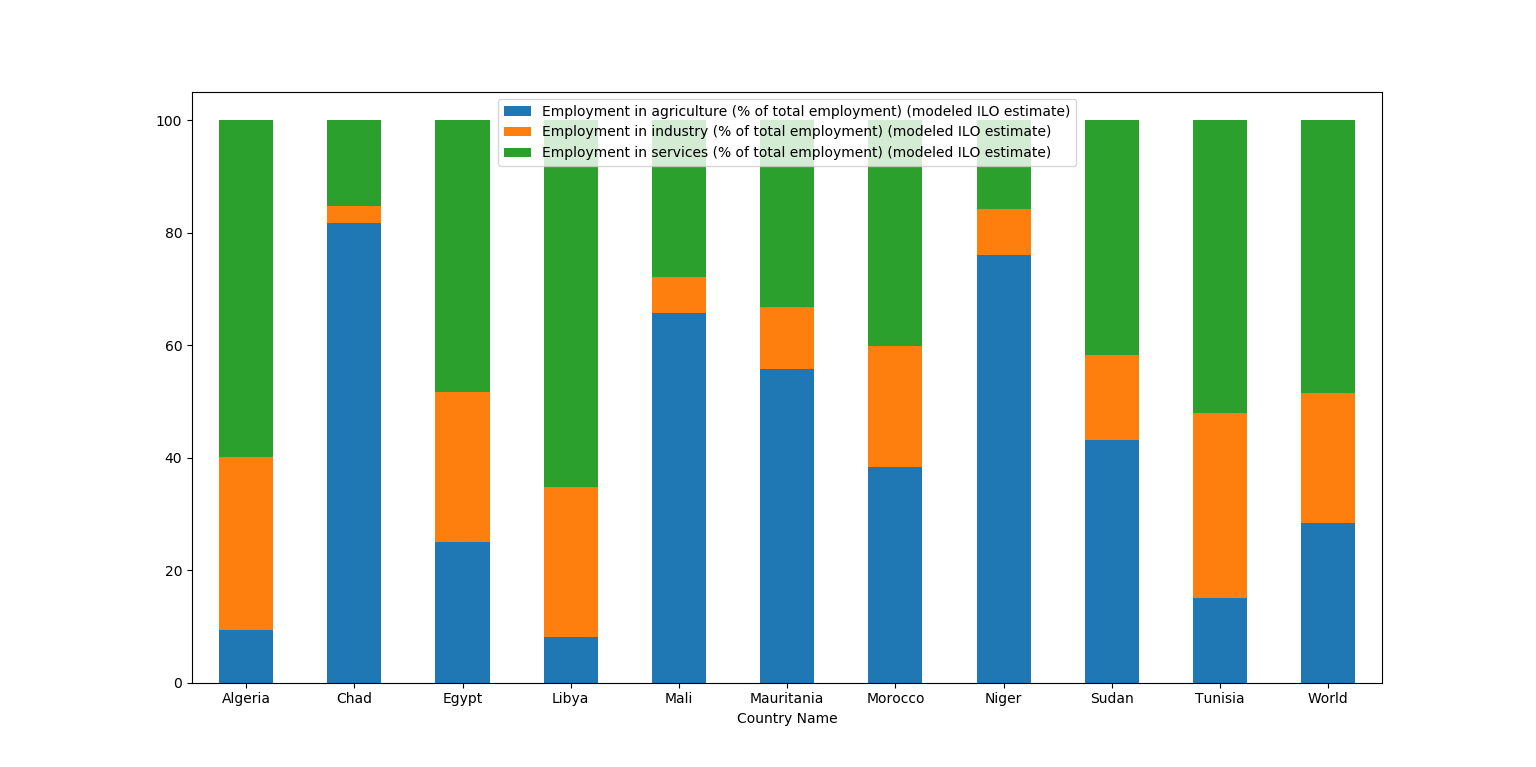 Employment in agriculture (% of total employment) (modeled ILO estimate)
Employment in industry (% of total employment) (modeled ILO estimate)
Employment in services (% of total employment) (modeled ILO estimate)
100
80
60
40
20
0
Algeria Chad Egypt Libya Mali Mauritania Morocco Niger Sudan Tunisia World
Country Name